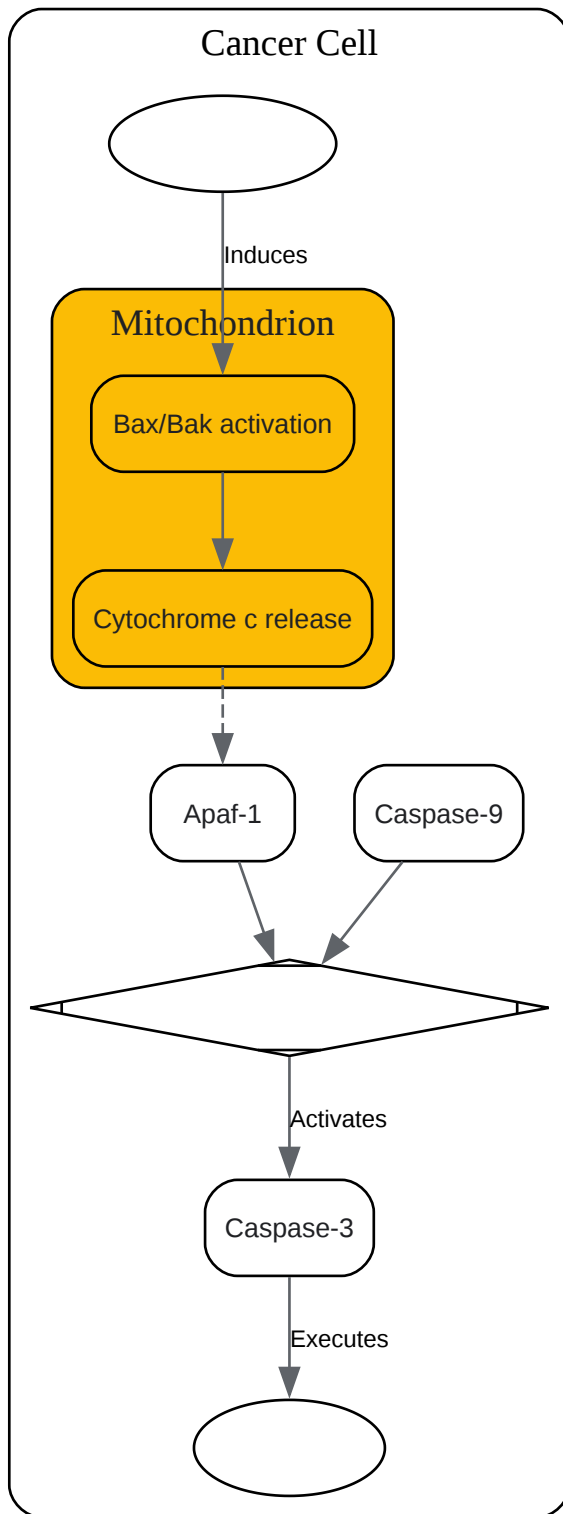 Cancer Cell
Induces
Mitochondrion
Bax/Bak activation
Cytochrome c release
Apaf-1
Caspase-9
Activates
Caspase-3
Executes